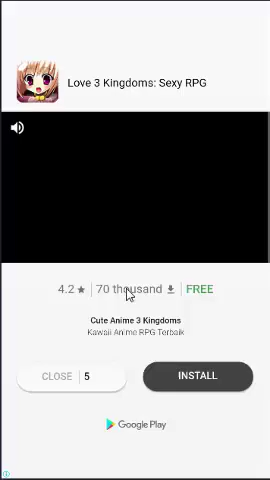 Love 3 Kingdoms: Sexy RPG
4.2 70 thousand FREE
Cute Anime 3 Kingdoms
Kawaii Anime RPG Terbaik
CLOSE 5 INSTALL
Google Play